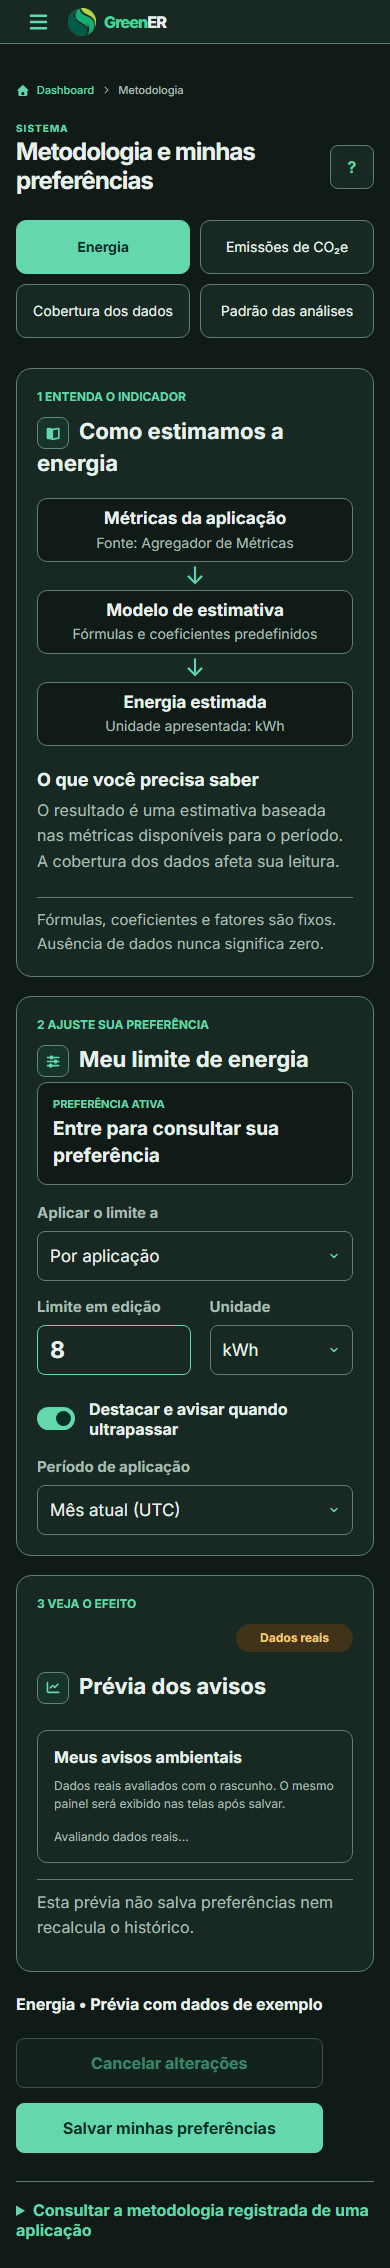 GreenER
Dashboard > Metodologia
SISTEMA
Metodologia e minhas
preferências
?
Energia
Emissões de CO₂e
Cobertura dos dados
Padrão das análises
1 ENTENDA O INDICADOR
Como estimamos a
energia
Métricas da aplicação
Fonte: Agregador de Métricas
Modelo de estimativa
Fórmulas e coeficientes predefinidos
Energia estimada
Unidade apresentada: kWh
O que você precisa saber
O resultado é uma estimativa baseada
nas métricas disponíveis para o período.
A cobertura dos dados afeta sua leitura.
Fórmulas, coeficientes e fatores são fixos.
Ausência de dados nunca significa zero.
2 AJUSTE SUA PREFERÊNCIA
Meu limite de energia
PREFERÊNCIA ATIVA
Entre para consultar sua
preferência
Aplicar o limite a
Por aplicação
Limite em edição
Unidade
8
kWh
Destacar e avisar quando
ultrapassar
Período de aplicação
Mês atual (UTC)
3 VEJA O EFEITO
Dados reais
Prévia dos avisos
Meus avisos ambientais
Dados reais avaliados com o rascunho. O mesmo
painel será exibido nas telas após salvar.
Avaliando dados reais...
Esta prévia não salva preferências nem
recalcula o histórico.
Energia • Prévia com dados de exemplo
Cancelar alterações
Salvar minhas preferências
Consultar a metodologia registrada de uma
aplicação